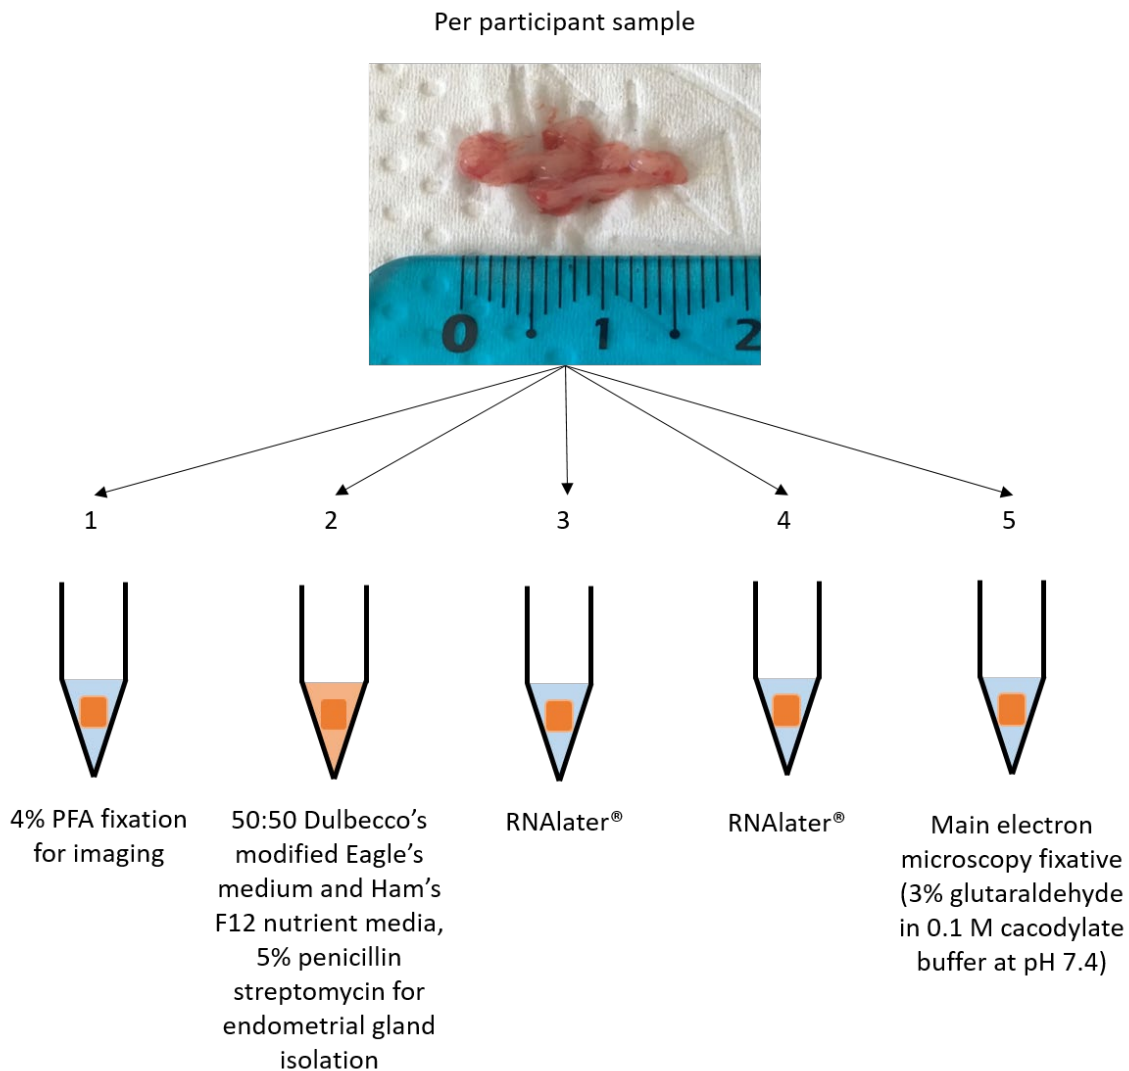 Per participant sample
0 1 2
1 2 3 4 5
4% PFA fixation
for imaging
50:50 Dulbecco’s
modified Eagle’s
medium and Ham’s
F12 nutrient media,
5% penicillin
streptomycin for
endometrial gland
isolation
RNAlater®
RNAlater®
Main electron
microscopy fixative
(3% glutaraldehyde
in 0.1 M cacodylate
buffer at pH 7.4)